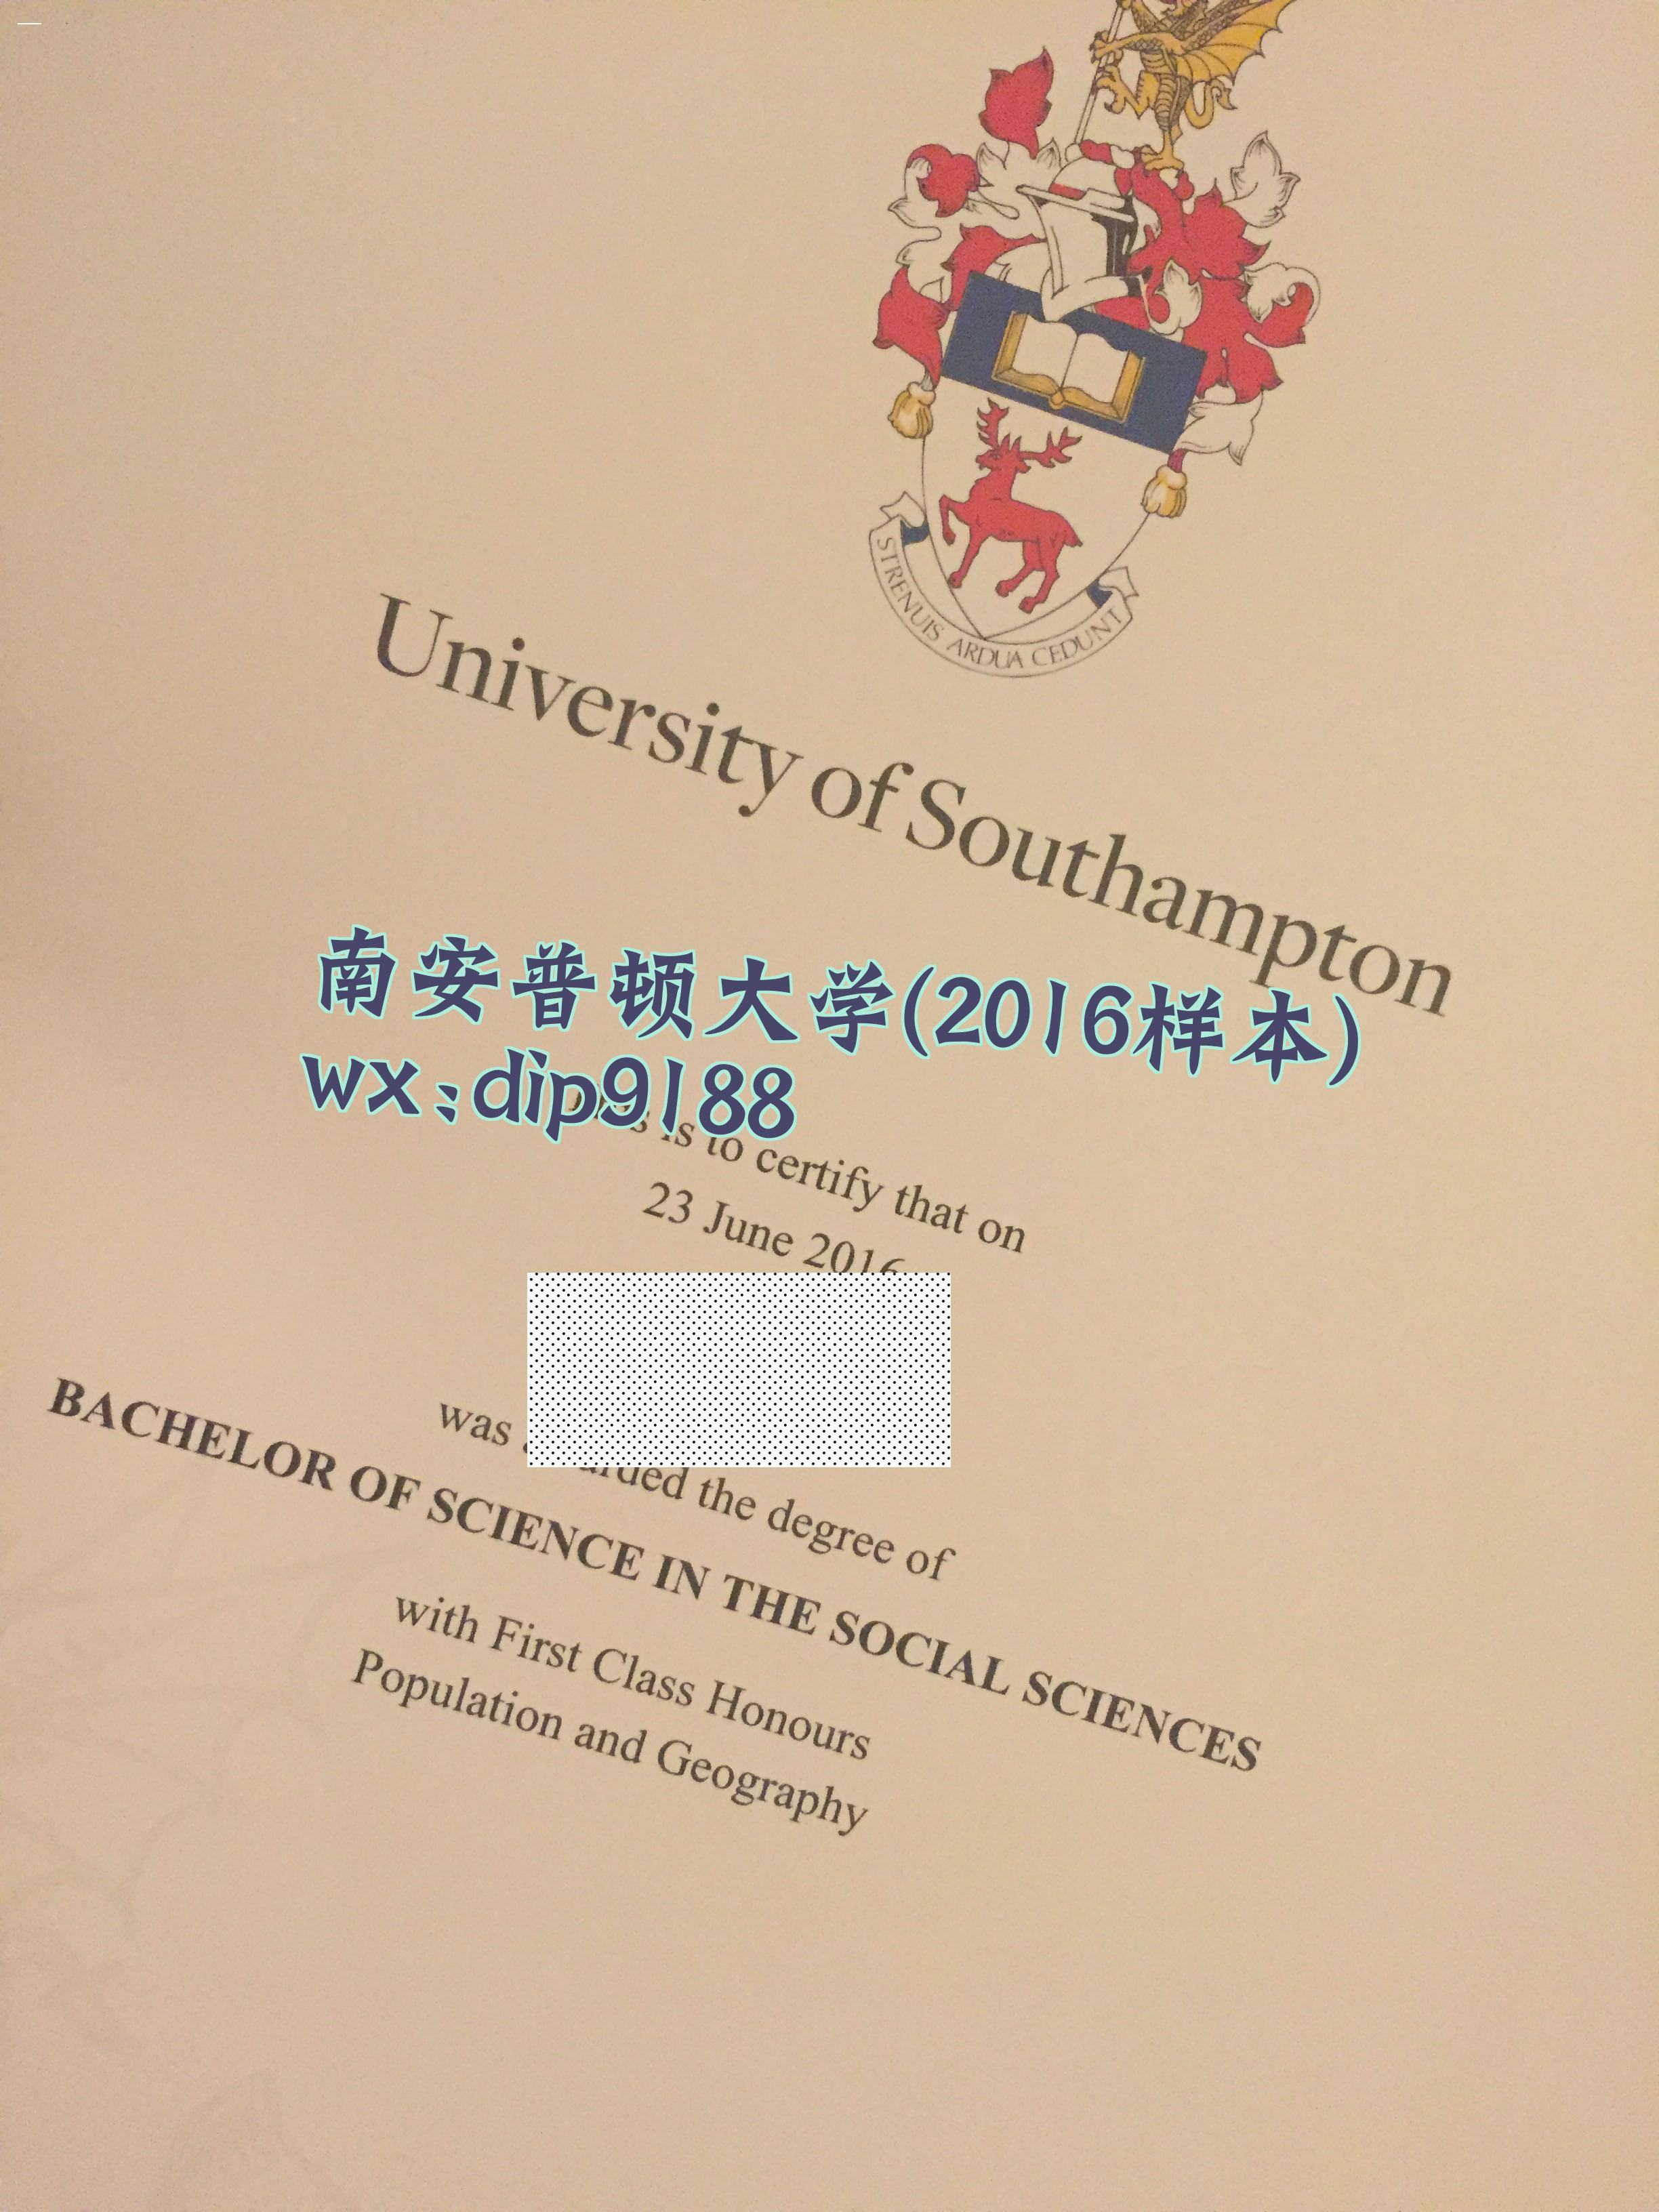 STRENUIS ARDUA CEDUNT
University of Southampton
南安普顿大学(2016样本)
wx:dip9188
is to certify that on
23 June 2016
was
the degree of
BACHELOR OF SCIENCE IN THE SOCIAL SCIENCES
with First Class Honours
Population and Geography